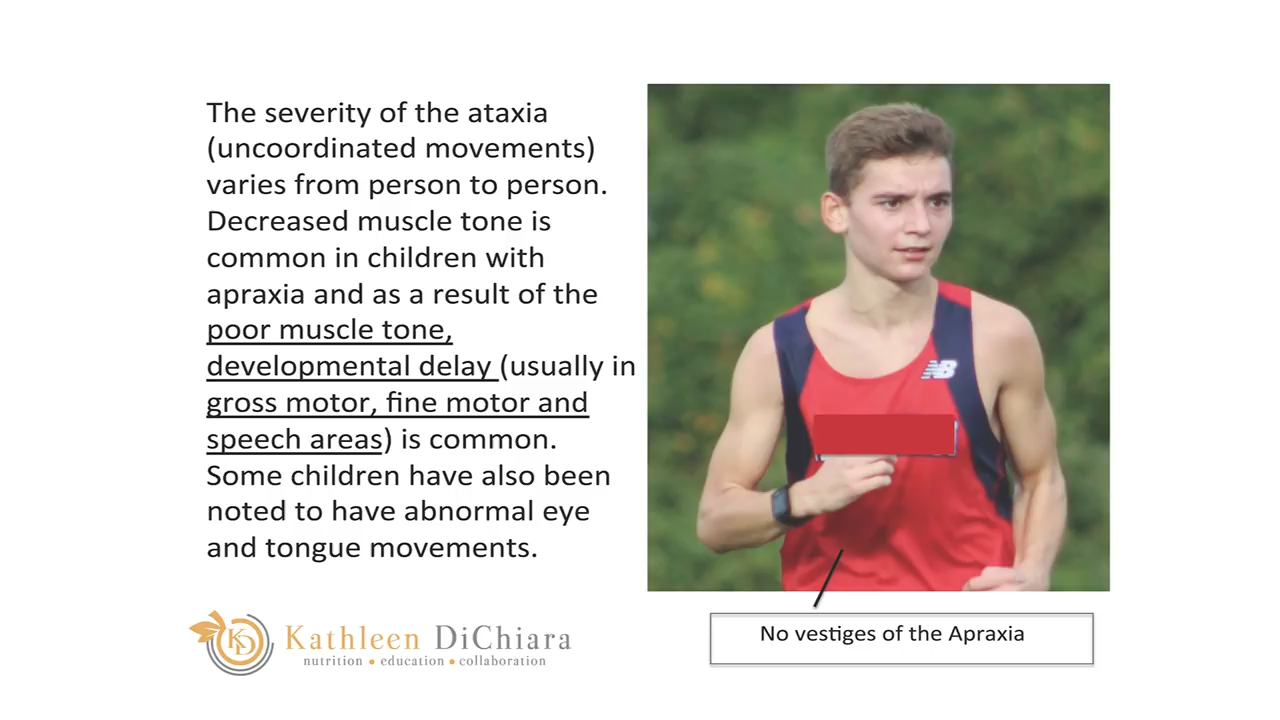 The severity of the ataxia
(uncoordinated movements)
varies from person to person.
Decreased muscle tone is
common in children with
apraxia and as a result of the
poor muscle tone,
developmental delay (usually in
gross motor, fine motor and
speech areas) is common.
Some children have also been
noted to have abnormal eye
and tongue movements.
NB
No vestiges of the Apraxia
KD
Kathleen DiChiara
nutrition • education • collaboration